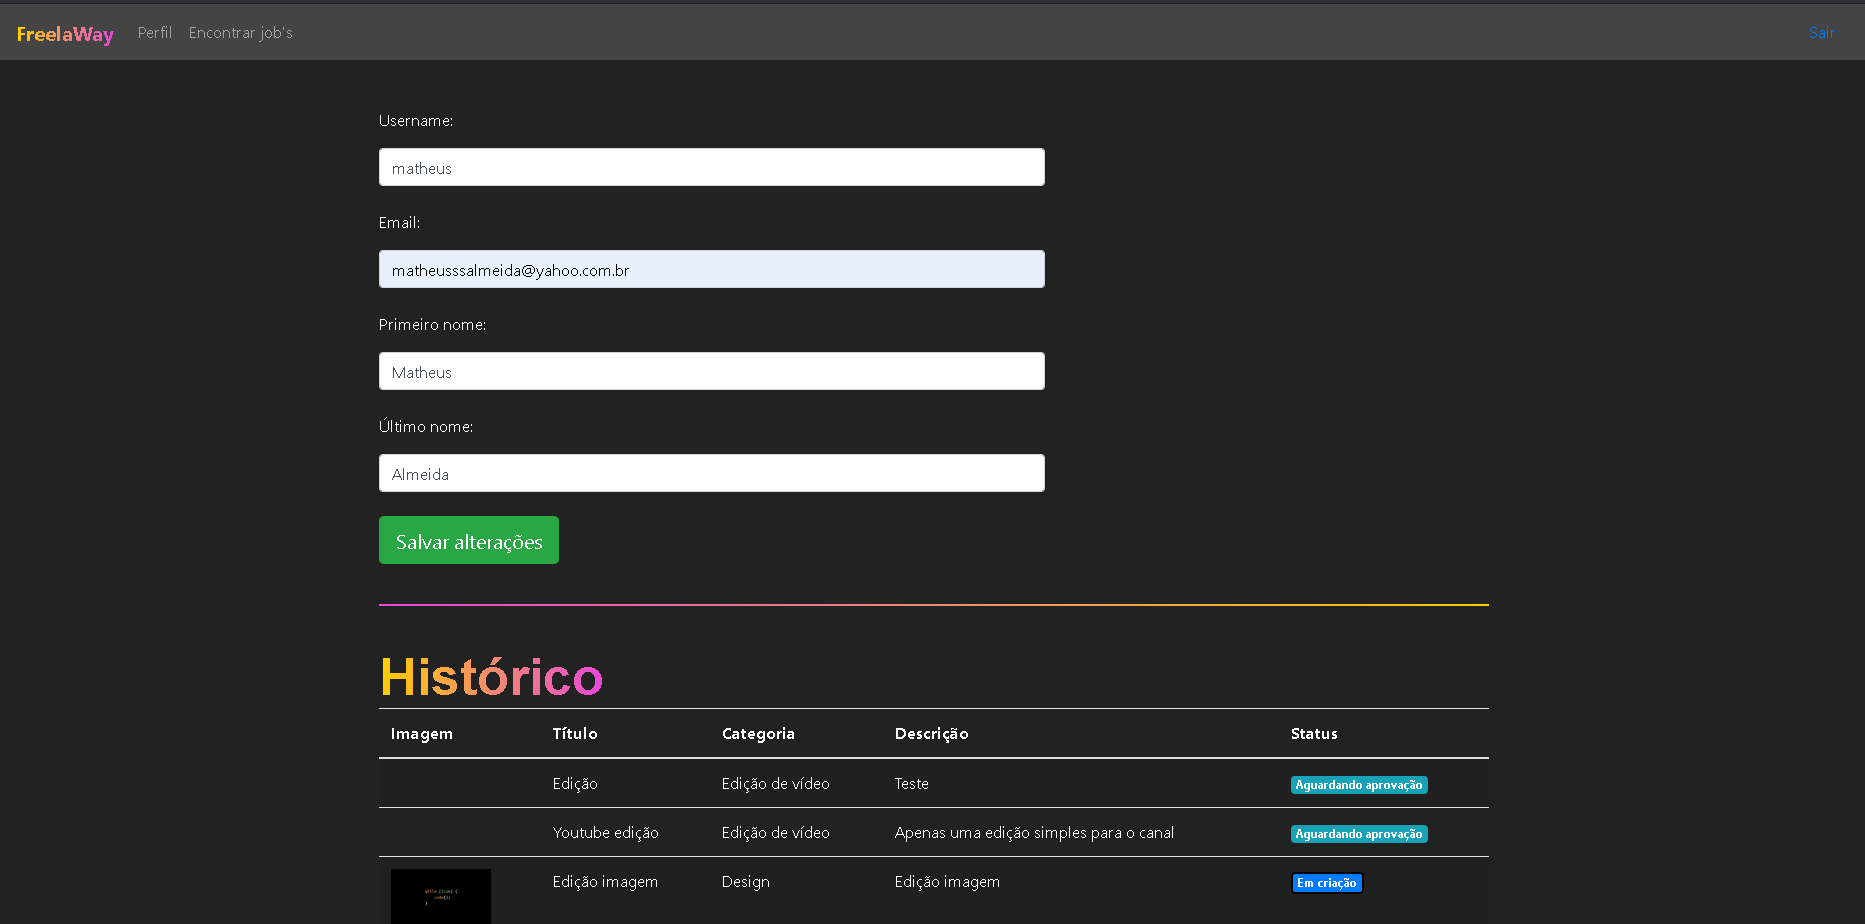 FreelaWay Perfil Encontrar job's Sair
Username:
matheus
Email:
matheusssalmeida@yahoo.com.br
Primeiro nome:
Matheus
Último nome:
Almeida
Salvar alterações
Histórico
Imagem Título Categoria Descrição Status
Edição Edição de vídeo Teste Aguardando aprovação
Youtube edição Edição de vídeo Apenas uma edição simples para o canal Aguardando aprovação
Edição imagem Design Edição imagem Em criação